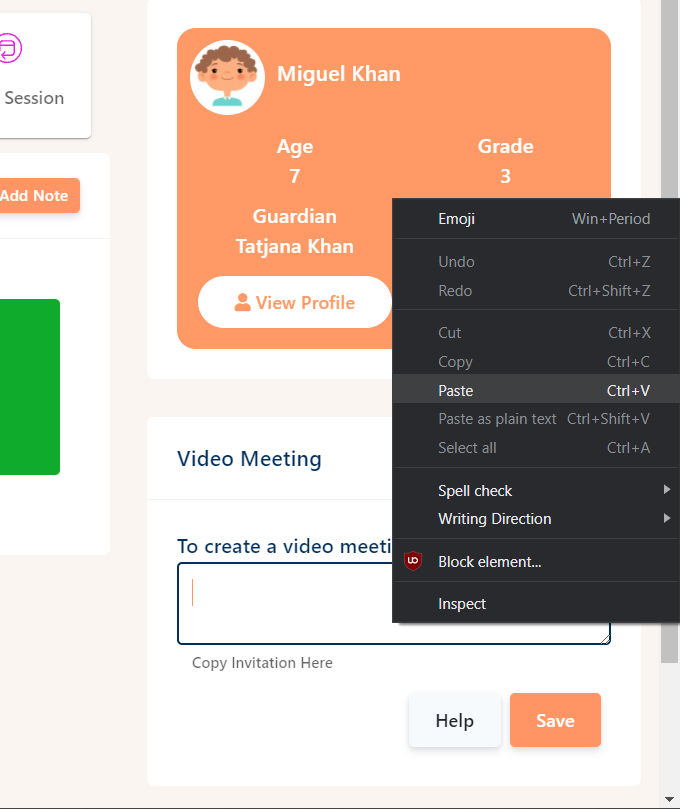 Session
Add Note
Miguel Khan
Age
7
Grade
3
Guardian
Tatjana Khan
View Profile
Video Meeting
To create a video meeti
Copy Invitation Here
Help
Save
Emoji Win+Period
Undo Ctrl+Z
Redo Ctrl+Shift+Z
Cut Ctrl+X
Copy Ctrl+C
Paste Ctrl+V
Paste as plain text Ctrl+Shift+V
Select all Ctrl+A
Spell check
Writing Direction
Block element...
Inspect